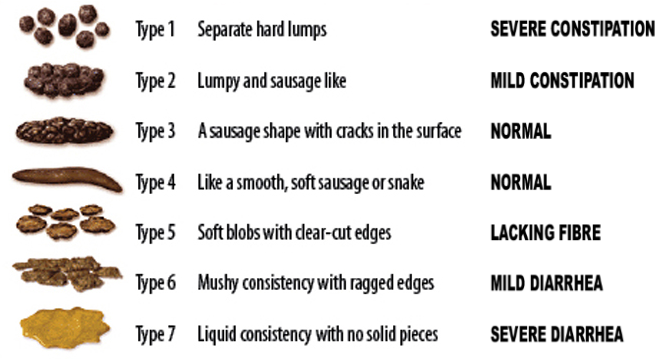 Type 1 Separate hard lumps SEVERE CONSTIPATION
Type 2 Lumpy and sausage like MILD CONSTIPATION
Type 3 A sausage shape with cracks in the surface NORMAL
Type 4 Like a smooth, soft sausage or snake NORMAL
Type 5 Soft blobs with clear-cut edges LACKING FIBRE
Type 6 Mushy consistency with ragged edges MILD DIARRHEA
Type 7 Liquid consistency with no solid pieces SEVERE DIARRHEA